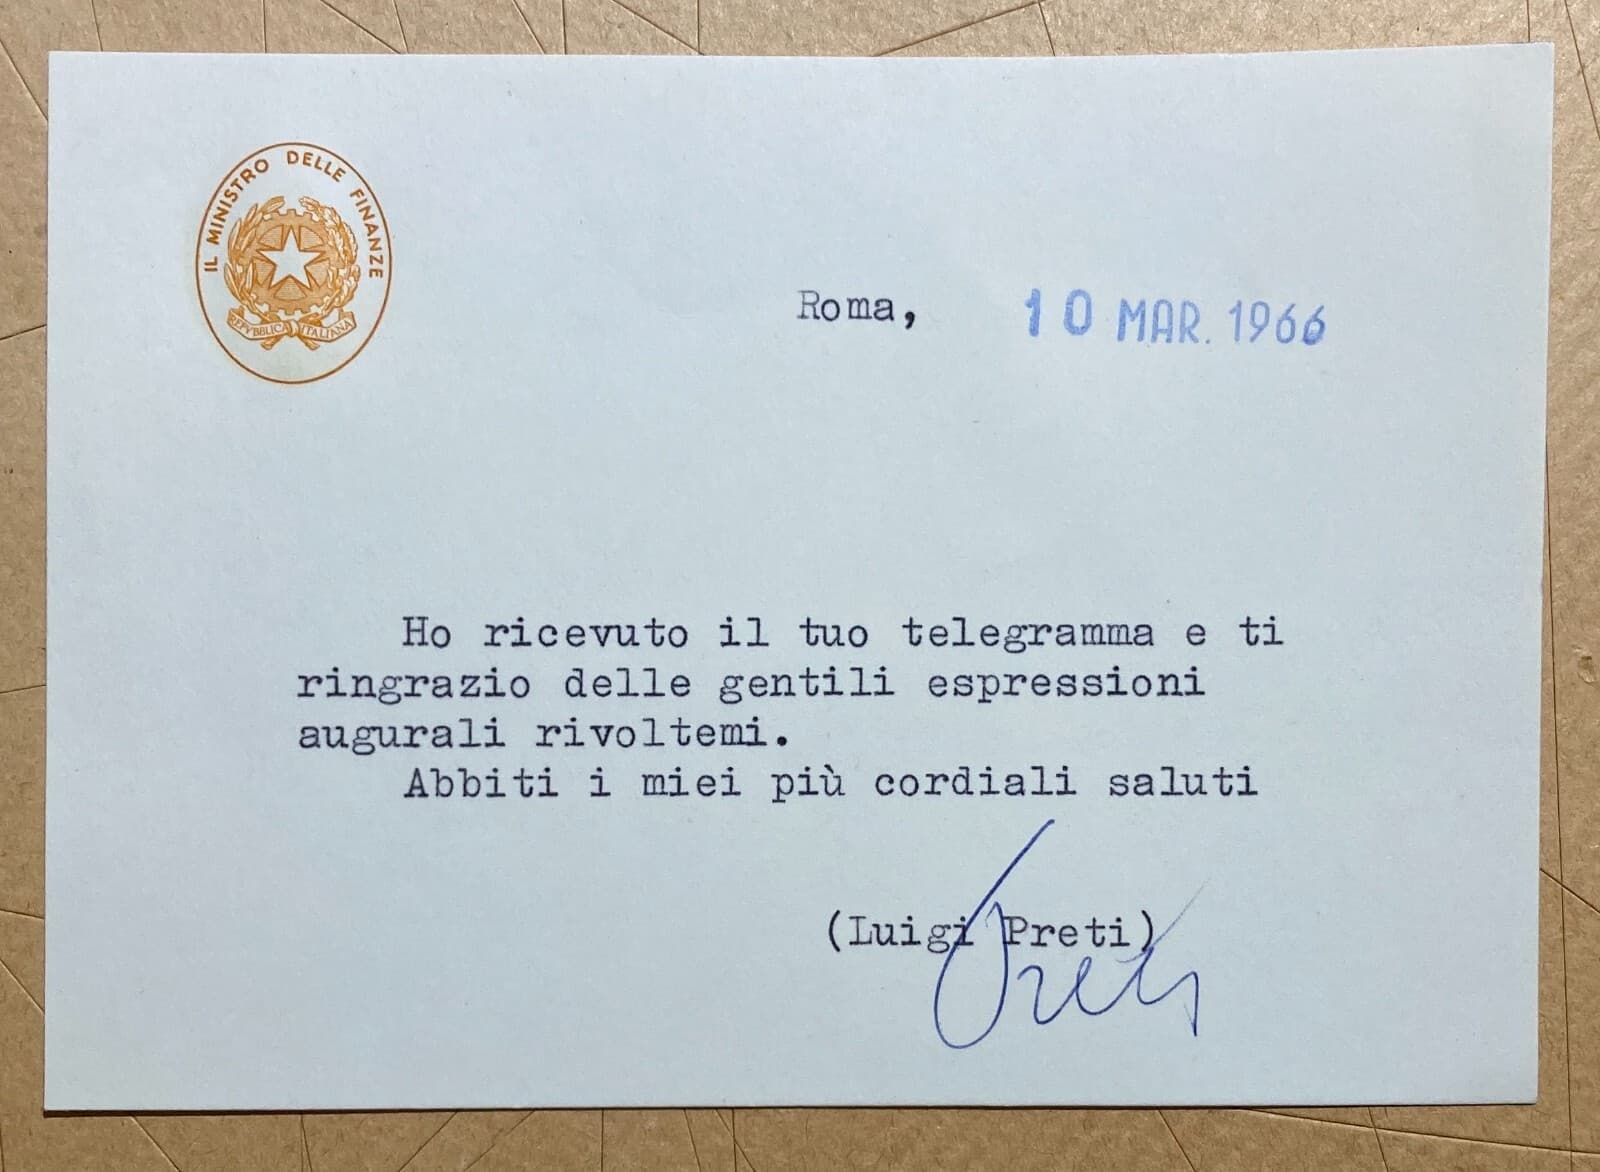 IL MINISTRO DELLE FINANZE
REPVBBLICA ITALIANA
Roma, 10 MAR. 1966
Ho ricevuto il tuo telegramma e ti
ringrazio delle gentili espressioni
augurali rivoltemi.
Abbiti i miei più cordiali saluti
(Luigi Preti)
Preti